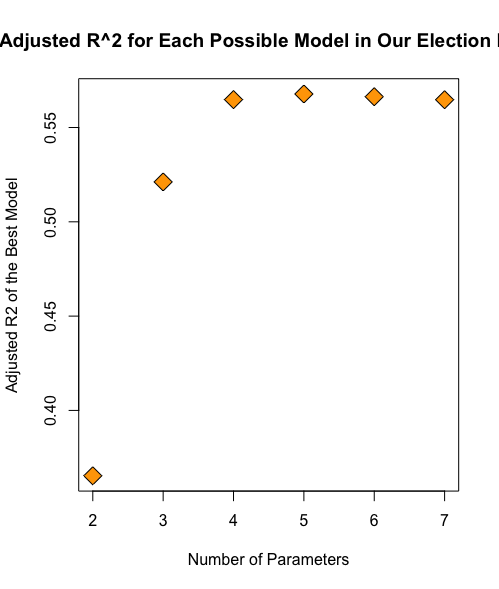 Adjusted R^2 for Each Possible Model in Our Election
Adjusted R2 of the Best Model
0.55
0.50
0.45
0.40
2 3 4 5 6 7
Number of Parameters